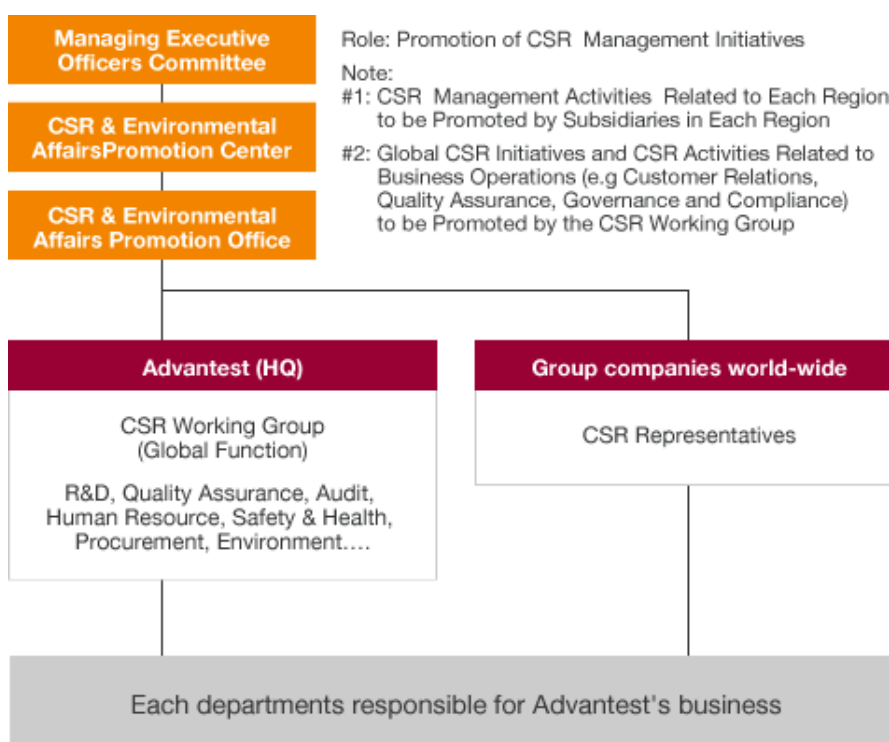 Managing Executive
Officers Committee
CSR & Environmental
AffairsPromotion Center
CSR & Environmental
Affairs Promotion Office
Role: Promotion of CSR Management Initiatives
Note:
#1: CSR Management Activities Related to Each Region
to be Promoted by Subsidiaries in Each Region
#2: Global CSR Initiatives and CSR Activities Related to
Business Operations (e.g Customer Relations,
Quality Assurance, Governance and Compliance)
to be Promoted by the CSR Working Group
Advantest (HQ)
CSR Working Group
(Global Function)
R&D, Quality Assurance, Audit,
Human Resource, Safety & Health,
Procurement, Environment....
Group companies world-wide
CSR Representatives
Each departments responsible for Advantest's business